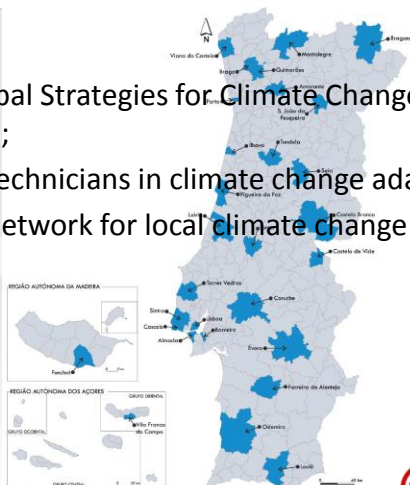 N
Viana do Castelo
Montalegre
Bragança
Braga
Guimarães
Amarante
Porto
S. João da
Pesqueira
bal Strategies for Climate Change
;
echnicians in climate change ada
etwork for local climate change
Ílhavo
Tondela
Seia
Figueira da Foz
Castelo Branco
Leiria
Castelo de Vide
Torres Vedras
Coruche
Sintra
Lisboa
Cascais
Barreiro
Almada
Évora
Ferreira do Alentejo
Odemira
Loulé
REGIÃO AUTÓNOMA DA MADEIRA
Funchal
REGIÃO AUTÓNOMA DOS AÇORES
GRUPO ORIENTAL
GRUPO OCIDENTAL
Vila Franca
do Campo
GRUPO CENTRAL